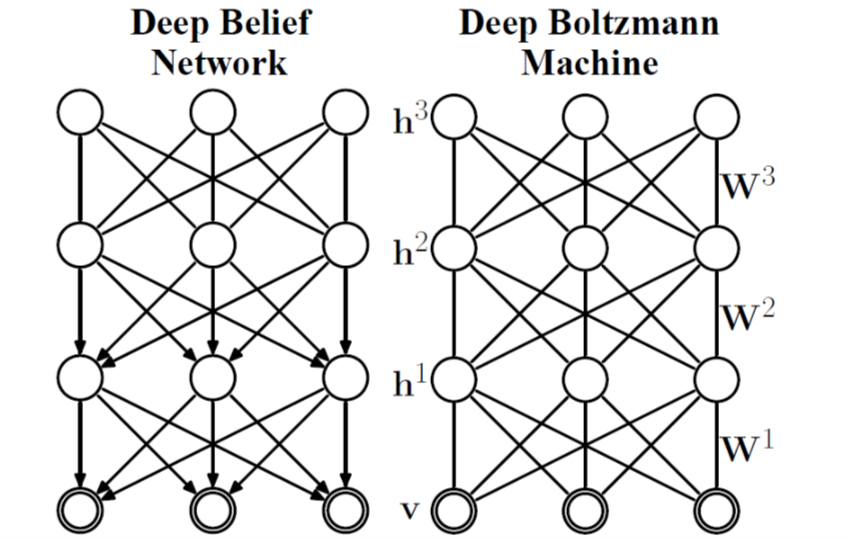 Deep Belief
Network
Deep Boltzmann
Machine
h³
W³
h²
W²
h¹
W¹
v